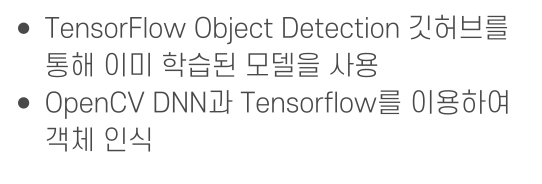 • TensorFlow Object Detection 깃허브를
통해 이미 학습된 모델을 사용
• OpenCV DNN과 Tensorflow를 이용하여
객체 인식